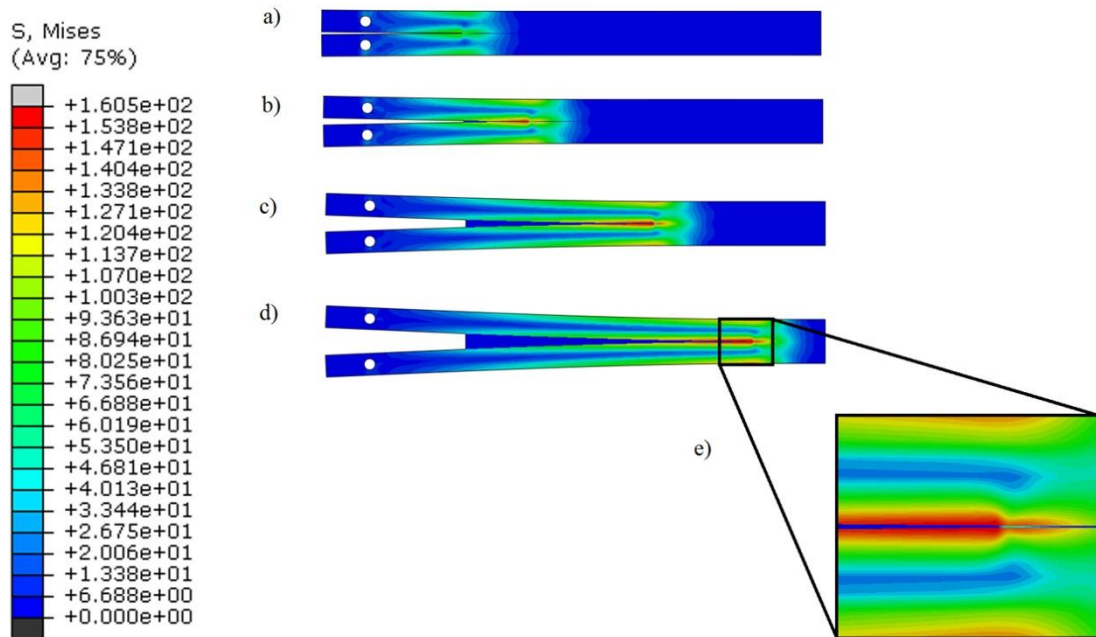 S, Mises
(Avg: 75%)
+1.605e+02
+1.538e+02
+1.471e+02
+1.404e+02
+1.338e+02
+1.271e+02
+1.204e+02
+1.137e+02
+1.070e+02
+1.003e+02
+9.363e+01
+8.694e+01
+8.025e+01
+7.356e+01
+6.688e+01
+6.019e+01
+5.350e+01
+4.681e+01
+4.013e+01
+3.344e+01
+2.675e+01
+2.006e+01
+1.338e+01
+6.688e+00
+0.000e+00
a)
b)
c)
d)
e)